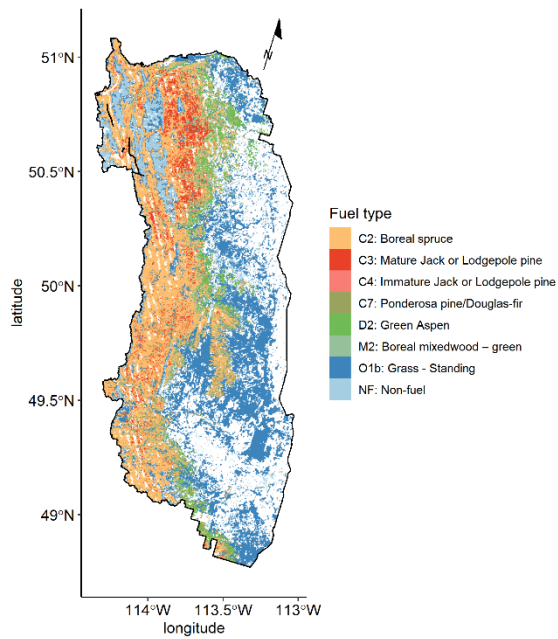 N
51°N
50.5°N
50°N
49.5°N
49°N
latitude
114°W 113.5°W 113°W
longitude
Fuel type
C2: Boreal spruce
C3: Mature Jack or Lodgepole pine
C4: Immature Jack or Lodgepole pine
C7: Ponderosa pine/Douglas-fir
D2: Green Aspen
M2: Boreal mixedwood – green
O1b: Grass - Standing
NF: Non-fuel